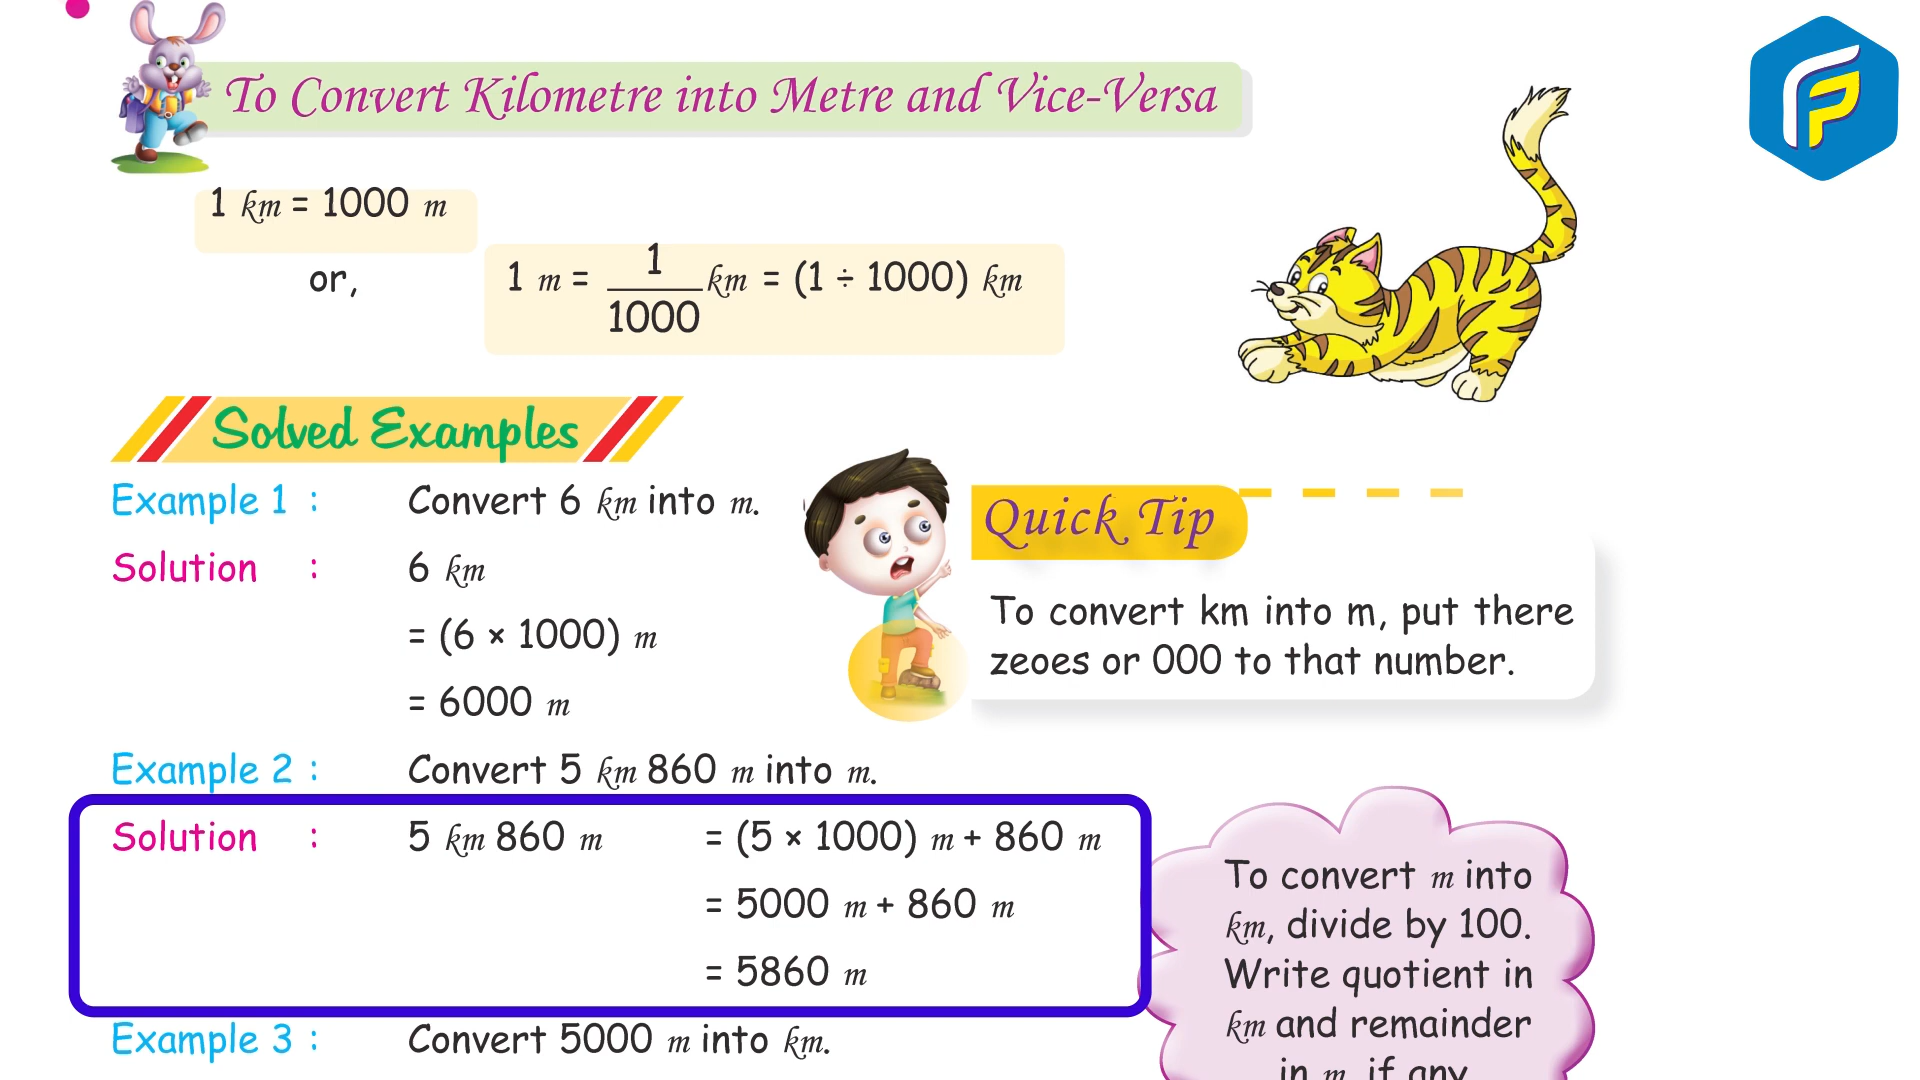 To Convert Kilometre into Metre and Vice-Versa
1 km = 1000 m
or,
1 m = 1/1000 km = (1 ÷ 1000) km
Solved Examples
Example 1 : Convert 6 km into m.
Solution : 6 km
= (6 × 1000) m
= 6000 m
Quick Tip
To convert km into m, put there
zeoes or 000 to that number.
Example 2 : Convert 5 km 860 m into m.
Solution : 5 km 860 m = (5 × 1000) m + 860 m
= 5000 m + 860 m
= 5860 m
Example 3 : Convert 5000 m into km.
To convert m into
km, divide by 100.
Write quotient in
km and remainder
in m, if any